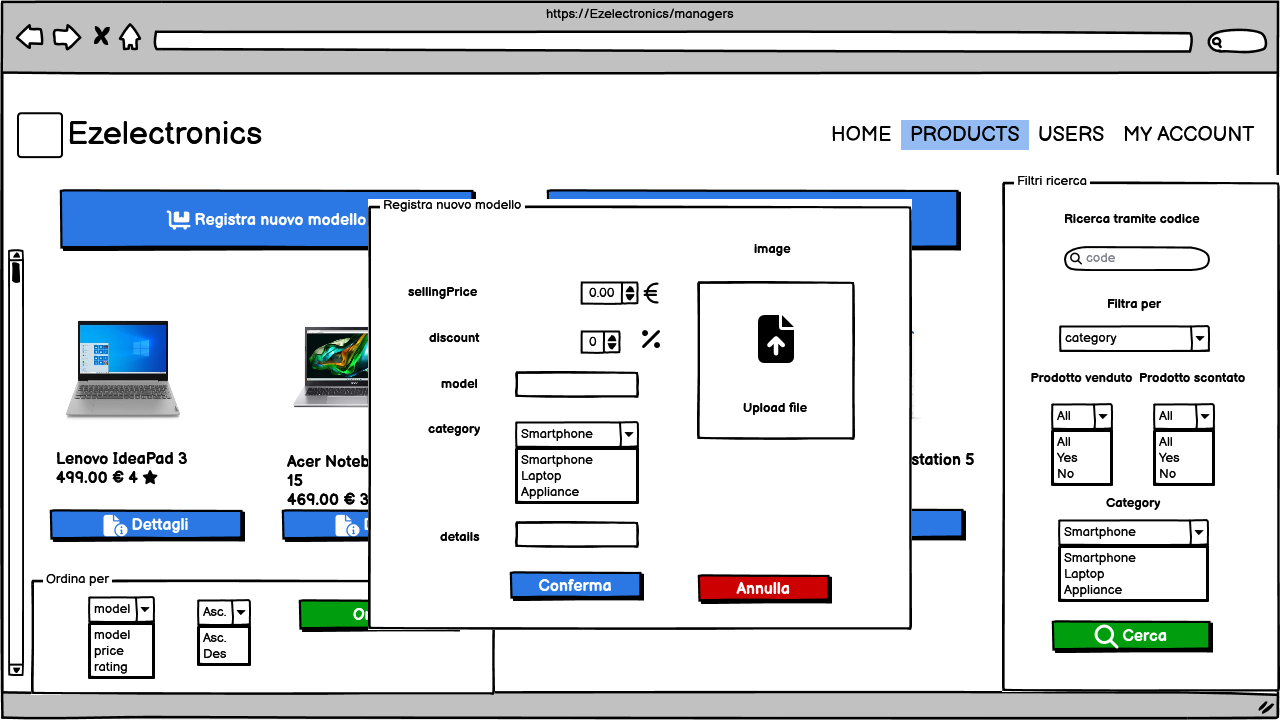 https://Ezelectronics/managers
Ezelectronics
HOME
PRODUCTS
USERS
MY ACCOUNT
Registra nuovo modello
Lenovo IdeaPad 3
499.00 € 4
Dettagli
Acer Noteb
15
469.00 € 3
station 5
Ordina per
model
model
price
rating
Asc.
Asc.
Des
Registra nuovo modello
sellingPrice
0.00
€
discount
0
%
model
category
Smartphone
Smartphone
Laptop
Appliance
details
image
Upload file
Conferma
Annulla
Filtri ricerca
Ricerca tramite codice
code
Filtra per
category
Prodotto venduto
Prodotto scontato
All
All
Yes
No
All
All
Yes
No
Category
Smartphone
Smartphone
Laptop
Appliance
Cerca